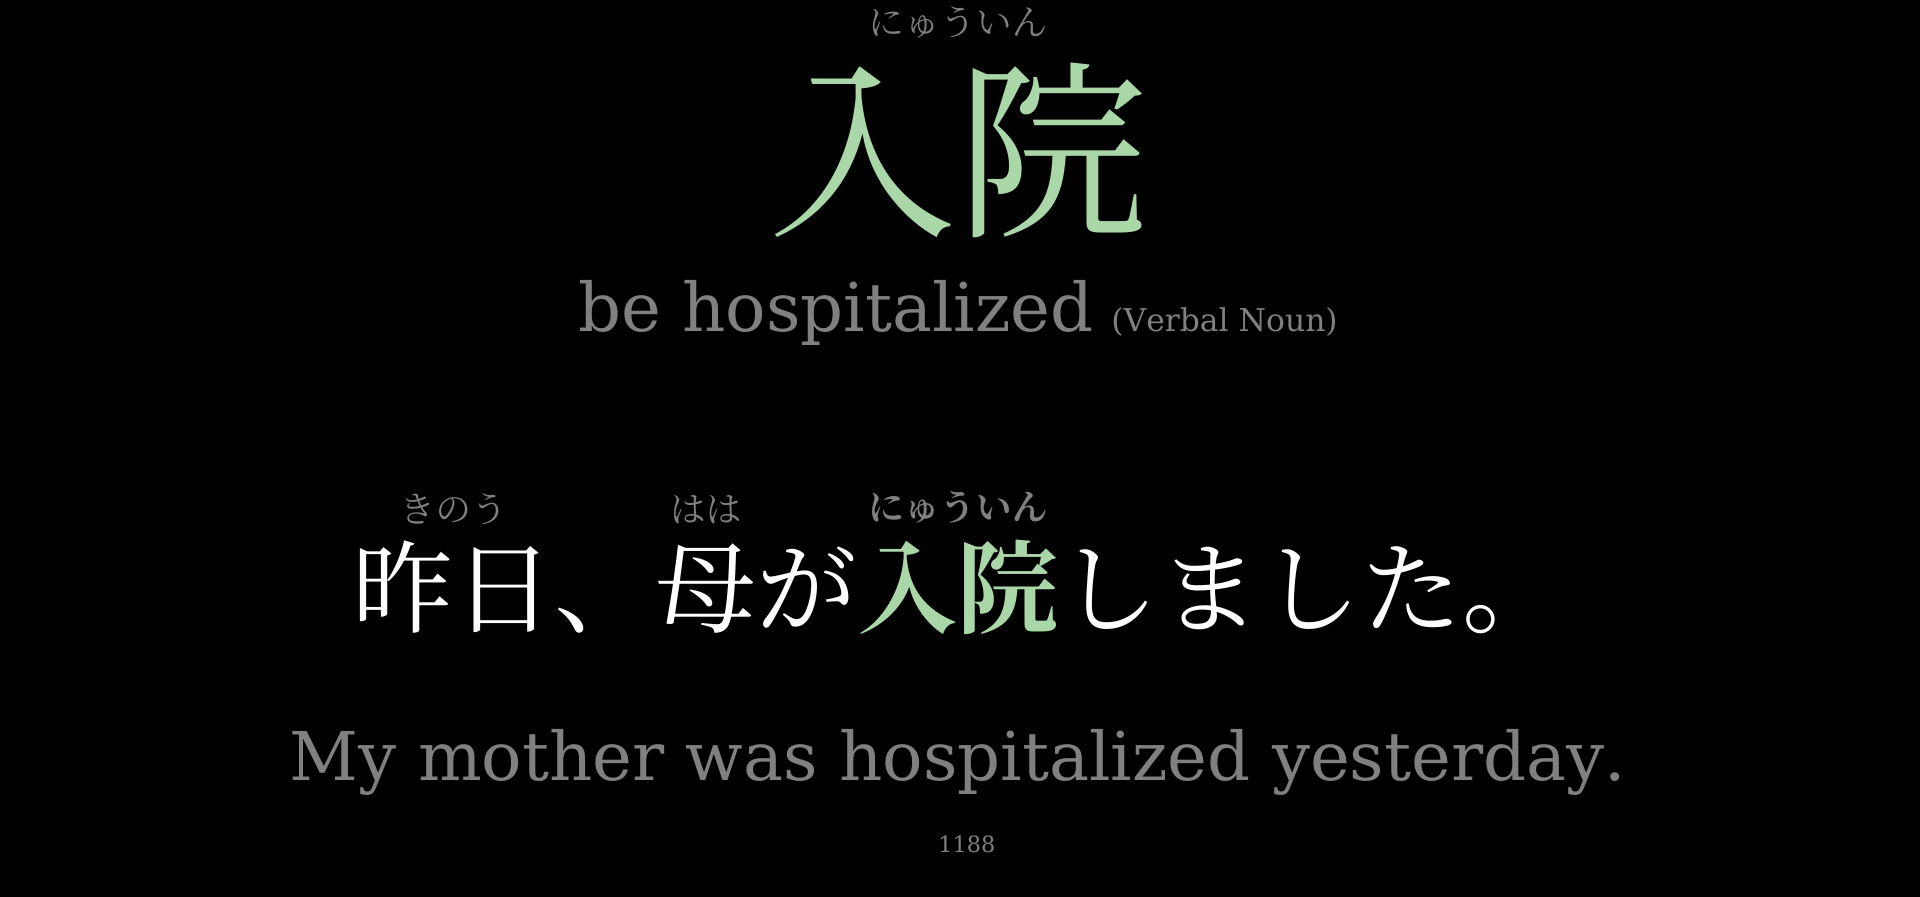 にゅういん
入院
be hospitalized (Verbal Noun)
きのう はは にゅういん
昨日、母が入院しました。
My mother was hospitalized yesterday.
1188